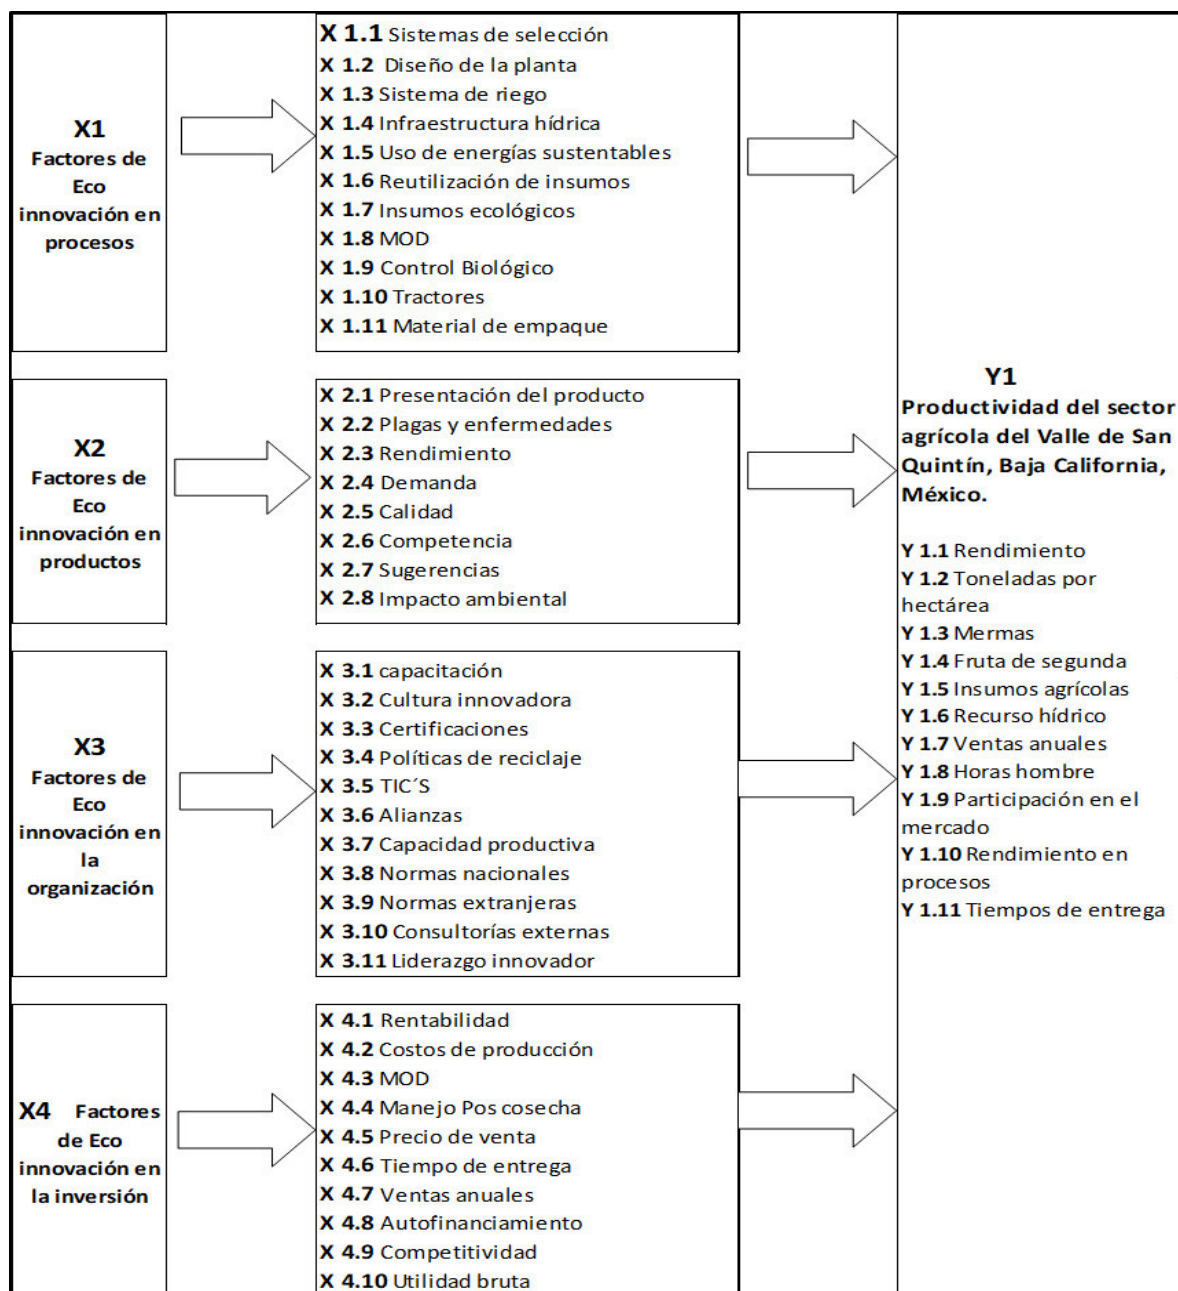 X1
Factores de
Eco
innovación en
procesos
X 1.1 Sistemas de selección
X 1.2 Diseño de la planta
X 1.3 Sistema de riego
X 1.4 Infraestructura hídrica
X 1.5 Uso de energías sustentables
X 1.6 Reutilización de insumos
X 1.7 Insumos ecológicos
X 1.8 MOD
X 1.9 Control Biológico
X 1.10 Tractores
X 1.11 Material de empaque
X2
Factores de
Eco
innovación en
productos
X 2.1 Presentación del producto
X 2.2 Plagas y enfermedades
X 2.3 Rendimiento
X 2.4 Demanda
X 2.5 Calidad
X 2.6 Competencia
X 2.7 Sugerencias
X 2.8 Impacto ambiental
X3
Factores de
Eco
innovación en
la
organización
X 3.1 capacitación
X 3.2 Cultura innovadora
X 3.3 Certificaciones
X 3.4 Políticas de reciclaje
X 3.5 TIC´S
X 3.6 Alianzas
X 3.7 Capacidad productiva
X 3.8 Normas nacionales
X 3.9 Normas extranjeras
X 3.10 Consultorías externas
X 3.11 Liderazgo innovador
X4 Factores
de Eco
innovación en
la inversión
X 4.1 Rentabilidad
X 4.2 Costos de producción
X 4.3 MOD
X 4.4 Manejo Pos cosecha
X 4.5 Precio de venta
X 4.6 Tiempo de entrega
X 4.7 Ventas anuales
X 4.8 Autofinanciamiento
X 4.9 Competitividad
X 4.10 Utilidad bruta
Y1
Productividad del sector
agrícola del Valle de San
Quintín, Baja California,
México.
Y 1.1 Rendimiento
Y 1.2 Toneladas por
hectárea
Y 1.3 Mermas
Y 1.4 Fruta de segunda
Y 1.5 Insumos agrícolas
Y 1.6 Recurso hídrico
Y 1.7 Ventas anuales
Y 1.8 Horas hombre
Y 1.9 Participación en el
mercado
Y 1.10 Rendimiento en
procesos
Y 1.11 Tiempos de entrega